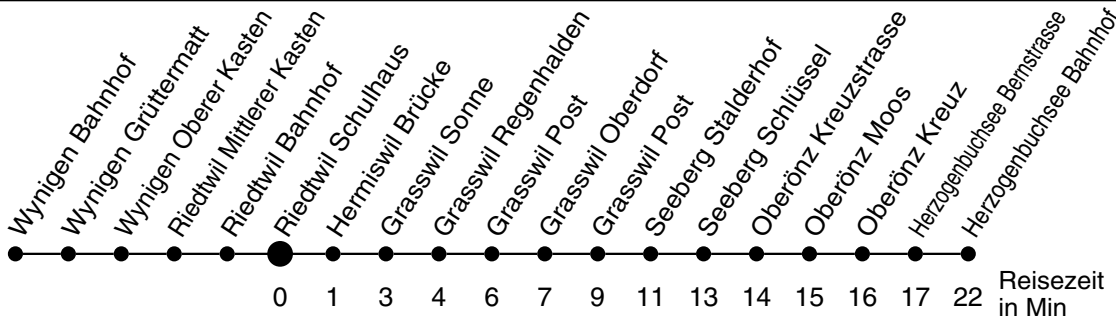 Wynigen Bahnhof
Wynigen Grüttermatt
Wynigen Oberer Kasten
Riedtwil Mittlerer Kasten
Riedtwil Bahnhof
Riedtwil Schulhaus
Hermiswil Brücke
Grasswil Sonne
Grasswil Regenhalden
Grasswil Post
Grasswil Oberdorf
Grasswil Post
Seeberg Stalderhof
Seeberg Schlüssel
Oberönz Kreuzstrasse
Oberönz Moos
Oberönz Kreuz
Herzogenbuchsee Bernstrasse
Herzogenbuchsee Bahnhof
0 1 3 4 6 7 9 11 13 14 15 16 17 22
Reisezeit
in Min